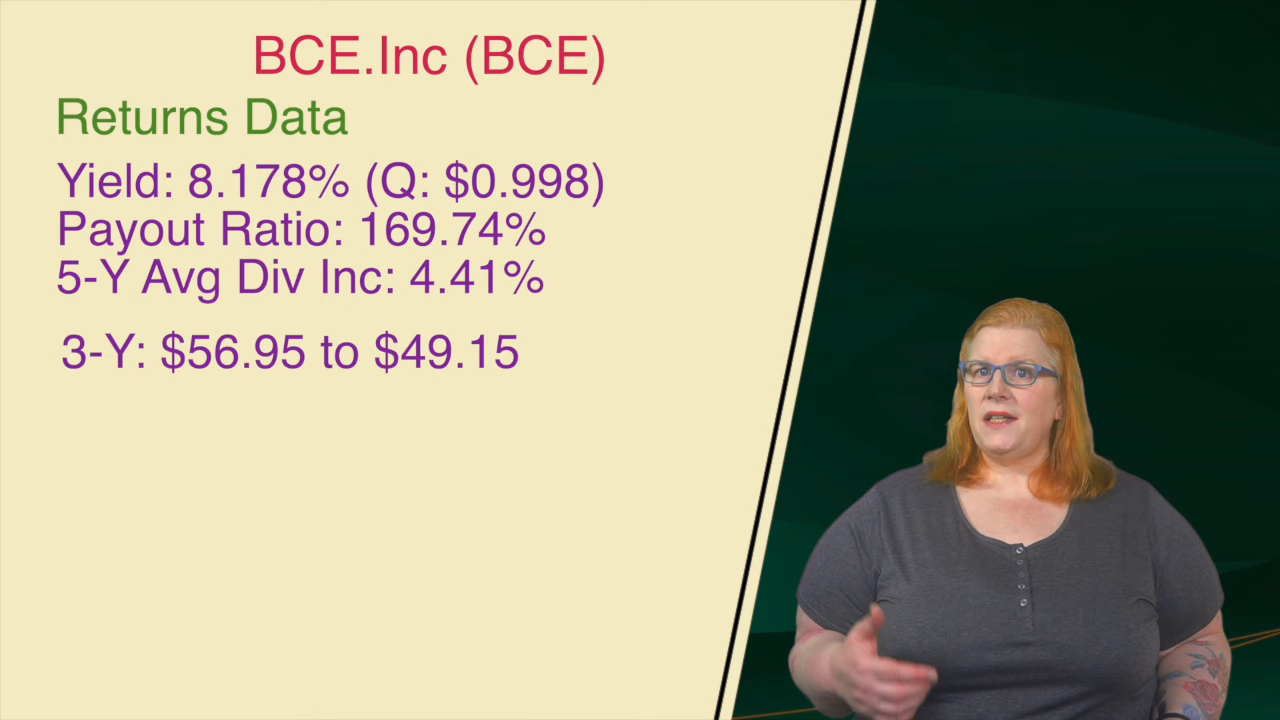 BCE.Inc (BCE)
Returns Data
Yield: 8.178% (Q: $0.998)
Payout Ratio: 169.74%
5-Y Avg Div Inc: 4.41%
3-Y: $56.95 to $49.15